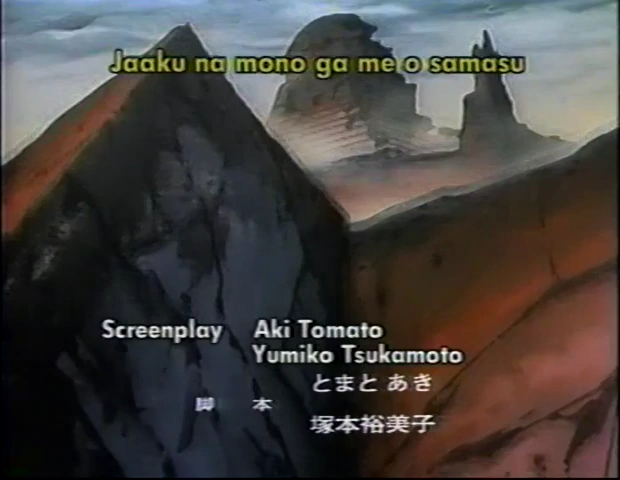 Jaaku na mono ga me o samasu
Screenplay Aki Tomato
Yumiko Tsukamoto
とまと あき
脚 本
塚本裕美子